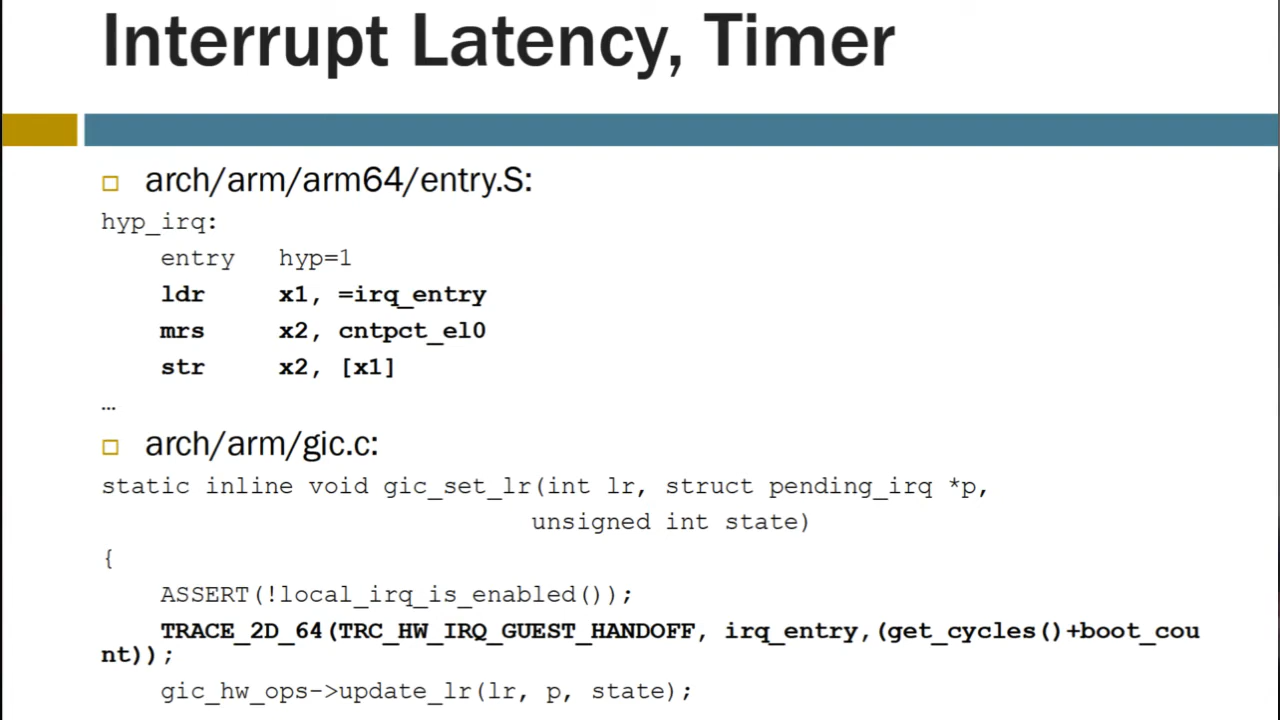 Interrupt Latency, Timer
arch/arm/arm64/entry.S:
hyp_irq:
entry hyp=1
ldr x1, =irq_entry
mrs x2, cntpct_el0
str x2, [x1]
…
arch/arm/gic.c:
static inline void gic_set_lr(int lr, struct pending_irq *p,
unsigned int state)
{
ASSERT(!local_irq_is_enabled());
TRACE_2D_64(TRC_HW_IRQ_GUEST_HANDOFF, irq_entry,(get_cycles()+boot_cou
nt));
gic_hw_ops->update_lr(lr, p, state);